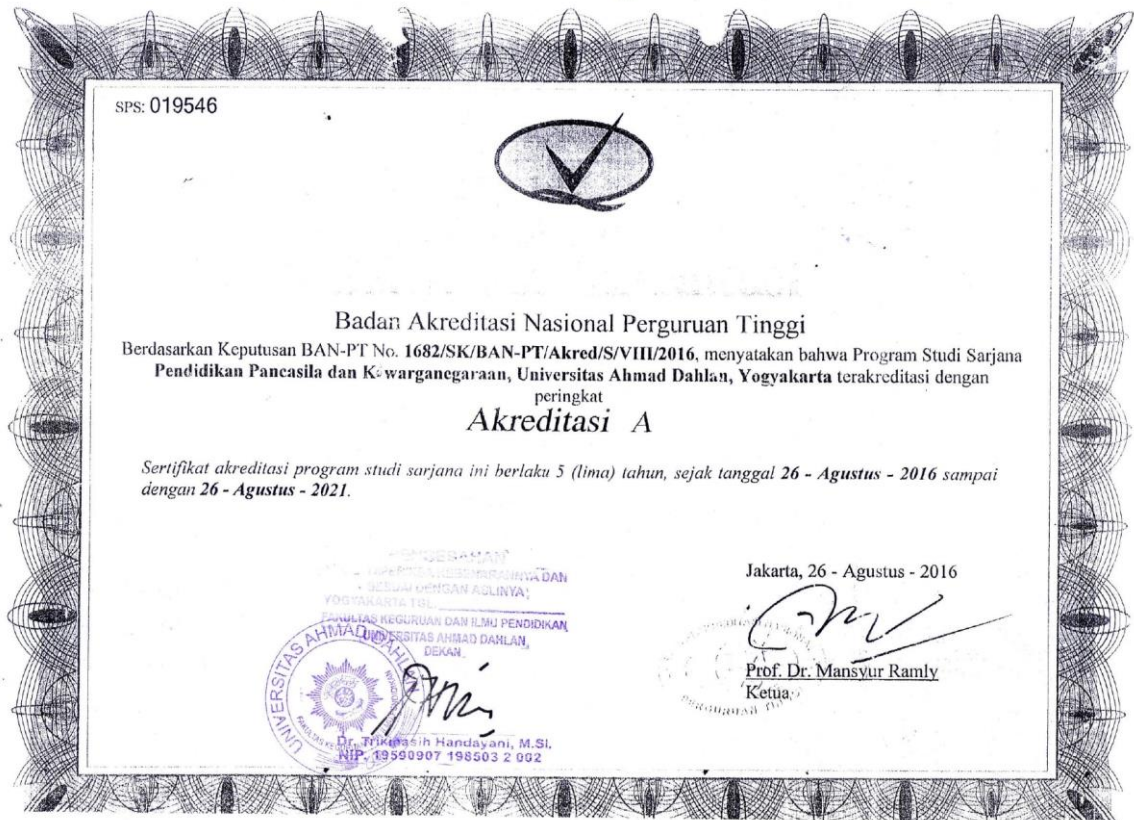 SPS: 019546
Badan Akreditasi Nasional Perguruan Tinggi
Berdasarkan Keputusan BAN-PT No. 1682/SK/BAN-PT/Akred/S/VIII/2016, menyatakan bahwa Program Studi Sarjana
Pendidikan Pancasila dan Kewarganegaraan, Universitas Ahmad Dahlan, Yogyakarta terakreditasi dengan
peringkat
Akreditasi A
Sertifikat akreditasi program studi sarjana ini berlaku 5 (lima) tahun, sejak tanggal 26 - Agustus - 2016 sampai
dengan 26 - Agustus - 2021.
PENGESAHAN
KEBENARANNYA DAN
SESUAI DENGAN ASLINYA
YOGYAKARTA TGL.
FAKULTAS KEGURUAN DAN ILMU PENDIDIKAN
UNIVERSITAS AHMAD DAHLAN
DEKAN
UNIVERSITAS AHMAD DAHLAN
Dr. Trikinasih Handayani, M.Si.
NIP. 19590907 198503 2 002
Jakarta, 26 - Agustus - 2016
Prof. Dr. Mansyur Ramly
Ketua